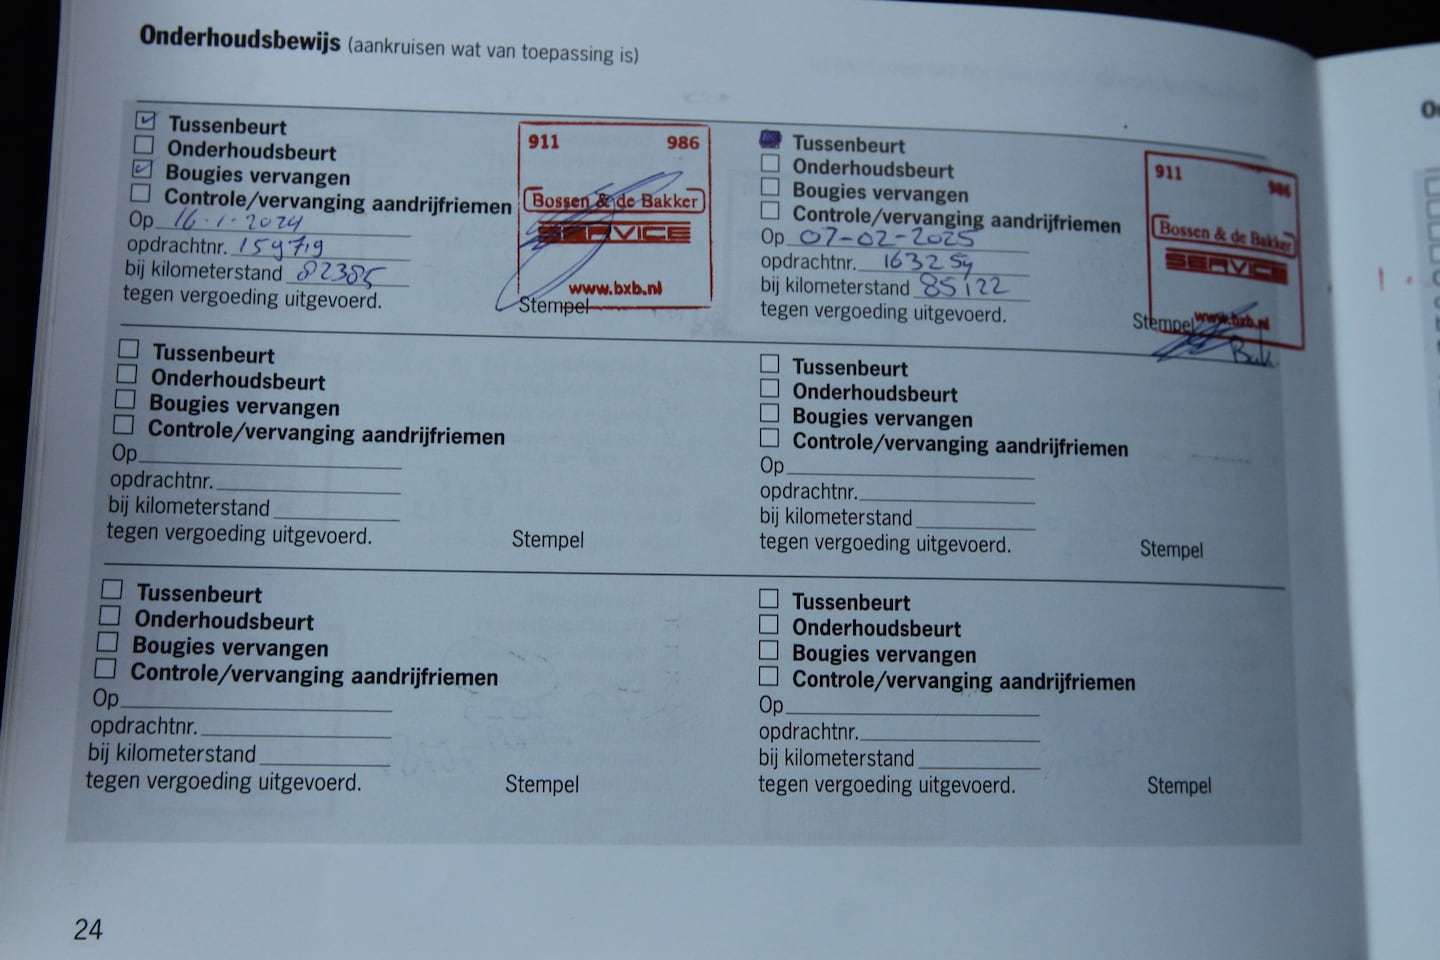 Onderhoudsbewijs (aankruisen wat van toepassing is)
Tussenbeurt
Onderhoudsbeurt
Bougies vervangen
Controle/vervanging aandrijfriemen
Op 16-1-2024
opdrachtnr. 159719
bij kilometerstand 82385
tegen vergoeding uitgevoerd.
Stempel
911 986
Bossen & de Bakker
SERVICE
www.bxb.nl
Tussenbeurt
Onderhoudsbeurt
Bougies vervangen
Controle/vervanging aandrijfriemen
Op 07-02-2025
opdrachtnr. 163259
bij kilometerstand 85122
tegen vergoeding uitgevoerd.
Stempel
911 986
Bossen & de Bakker
SERVICE
www.bxb.nl
Tussenbeurt
Onderhoudsbeurt
Bougies vervangen
Controle/vervanging aandrijfriemen
Op
opdrachtnr.
bij kilometerstand
tegen vergoeding uitgevoerd.
Stempel
Tussenbeurt
Onderhoudsbeurt
Bougies vervangen
Controle/vervanging aandrijfriemen
Op
opdrachtnr.
bij kilometerstand
tegen vergoeding uitgevoerd.
Stempel
Tussenbeurt
Onderhoudsbeurt
Bougies vervangen
Controle/vervanging aandrijfriemen
Op
opdrachtnr.
bij kilometerstand
tegen vergoeding uitgevoerd.
Stempel
Tussenbeurt
Onderhoudsbeurt
Bougies vervangen
Controle/vervanging aandrijfriemen
Op
opdrachtnr.
bij kilometerstand
tegen vergoeding uitgevoerd.
Stempel
24